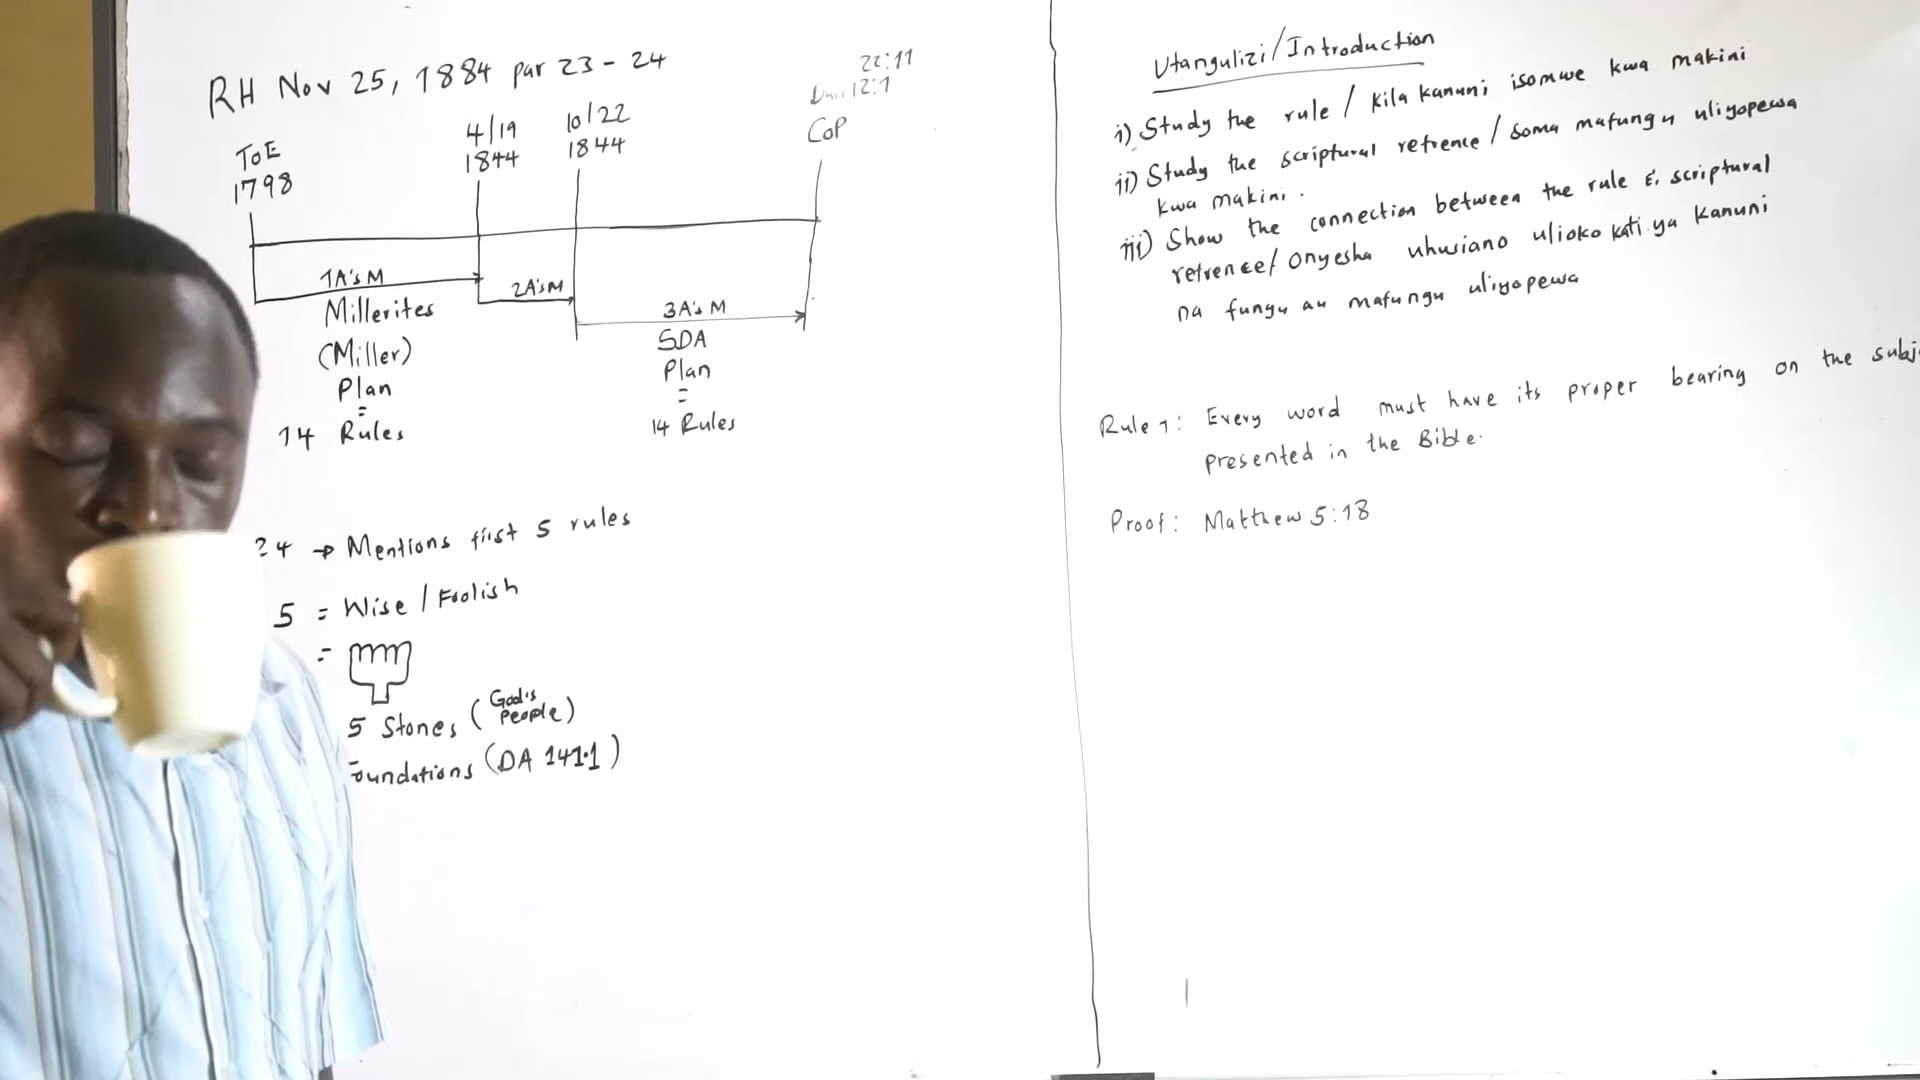 RH Nov 25, 1884 par 23 - 24
22:11
12:1
ToE
1798
4/19
1844
10/22
1844
CoP
1A's M
2A's M
3A's M
Millerites
(Miller)
Plan
=
14 Rules
SDA
Plan
=
14 Rules
24 → Mentions first 5 rules
5 = Wise / Foolish
=
5 Stones (God's People)
Foundations (DA 141.1)
Utangulizi/Introduction
i) Study the rule / Kila kanuni isomwe kwa makini
ii) Study the scriptural refrence / soma mafungu uliyopewa
kwa makini.
iii) Show the connection between the rule & scriptural
refrence/ Onyesha uhusiano ulioko kati ya kanuni
na fungu au mafungu uliyopewa
Rule 1: Every word must have its proper bearing on the subj
presented in the Bible.
Proof: Matthew 5:18